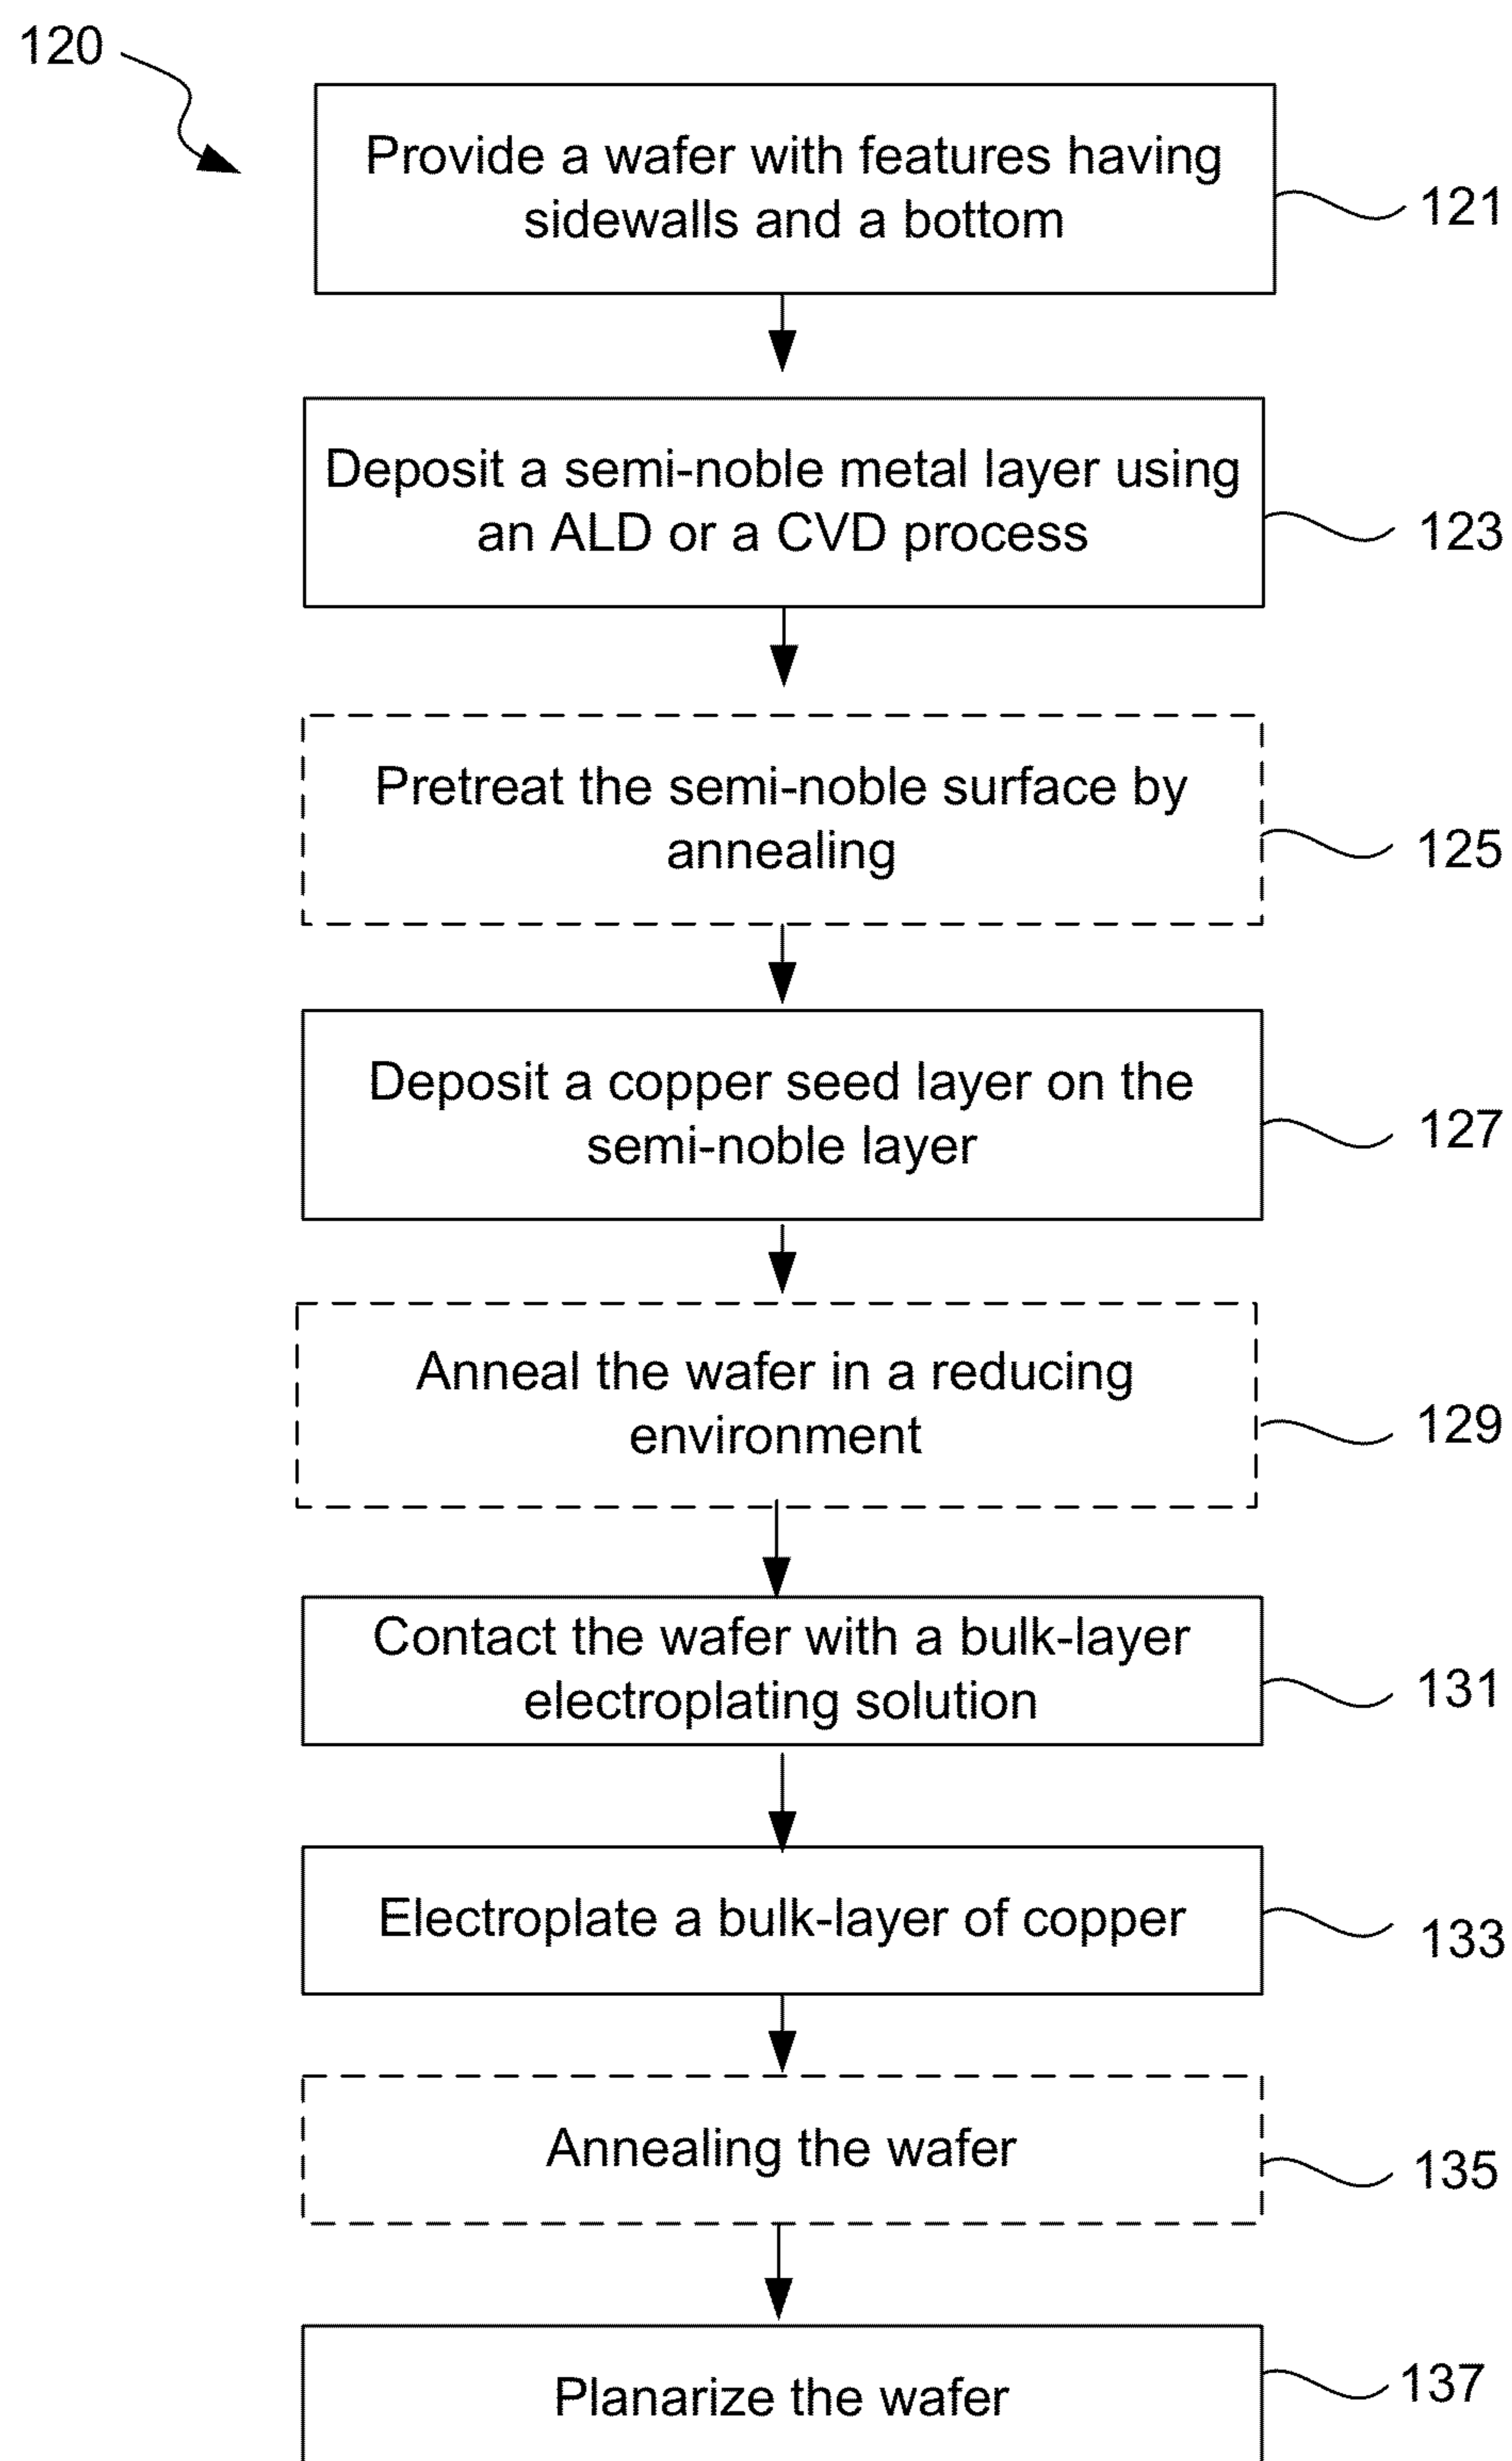 120
Provide a wafer with features having
sidewalls and a bottom
121
Deposit a semi-noble metal layer using
an ALD or a CVD process
123
Pretreat the semi-noble surface by
annealing
125
Deposit a copper seed layer on the
semi-noble layer
127
Anneal the wafer in a reducing
environment
129
Contact the wafer with a bulk-layer
electroplating solution
131
Electroplate a bulk-layer of copper
133
Annealing the wafer
135
Planarize the wafer
137